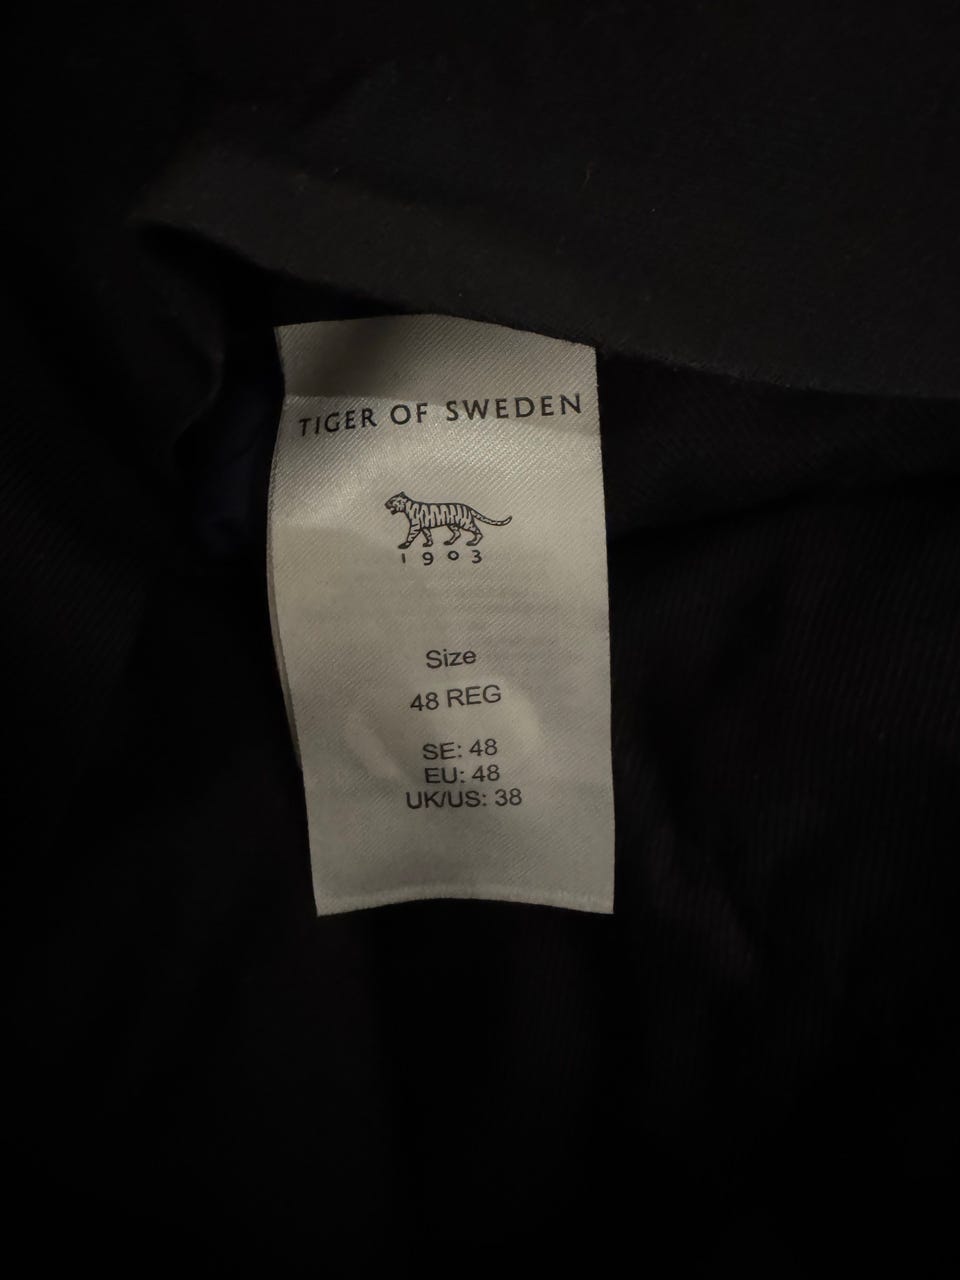 TIGER OF SWEDEN
1903
Size
48 REG
SE: 48
EU: 48
UK/US: 38